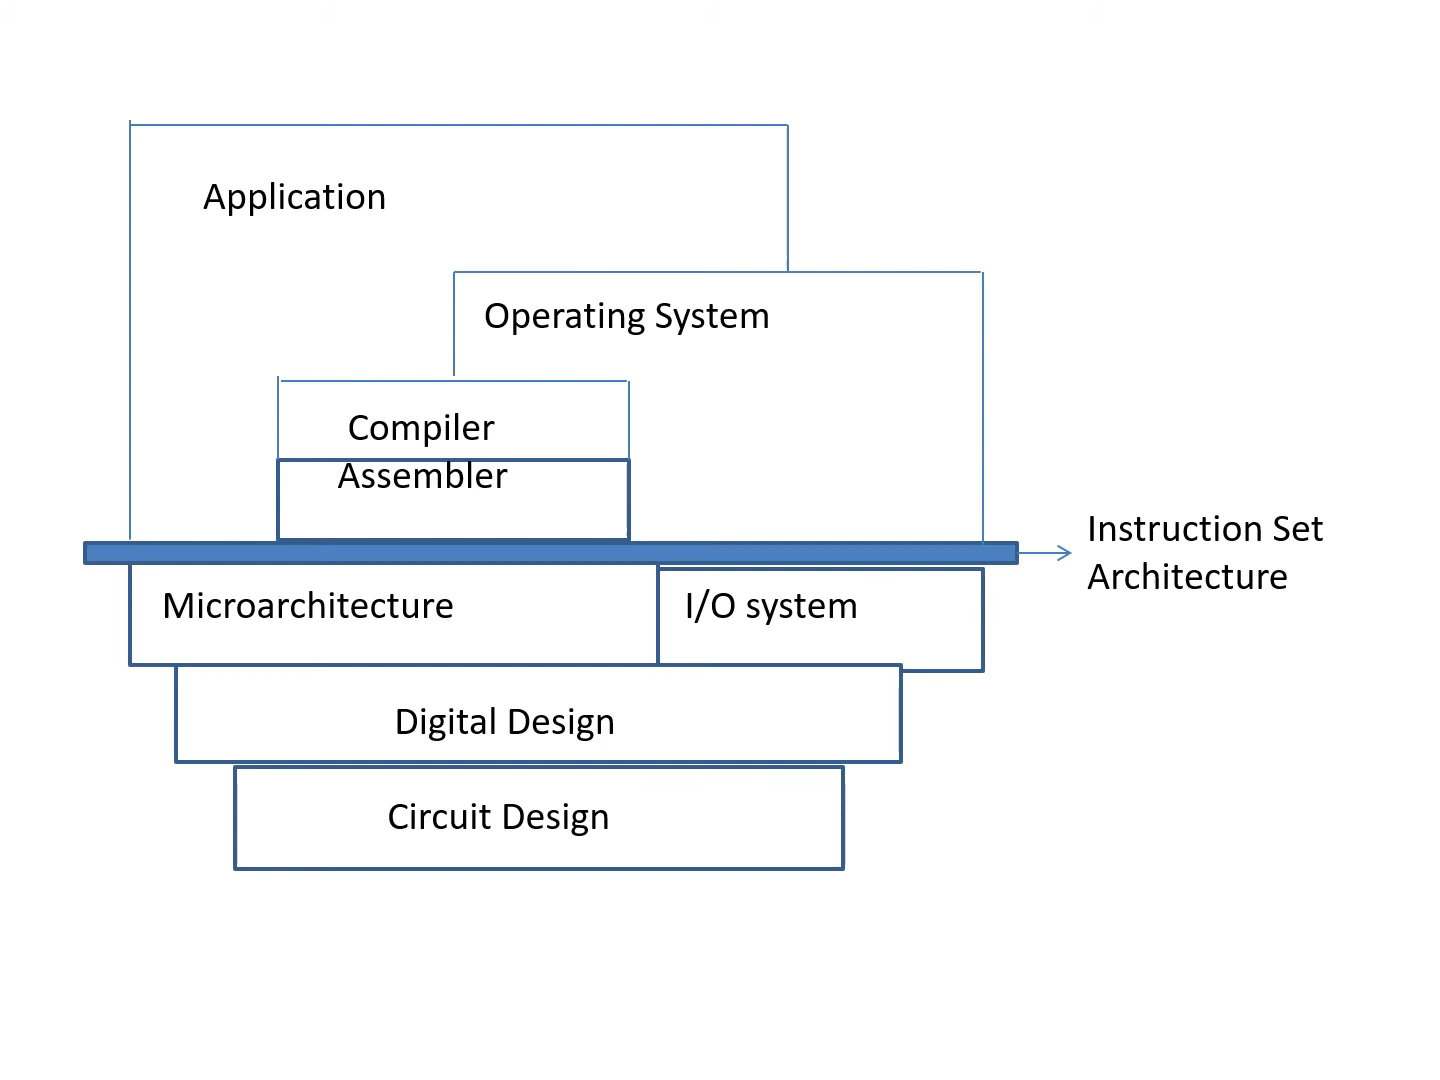 Application
Operating System
Compiler
Assembler
Instruction Set
Architecture
Microarchitecture
I/O system
Digital Design
Circuit Design